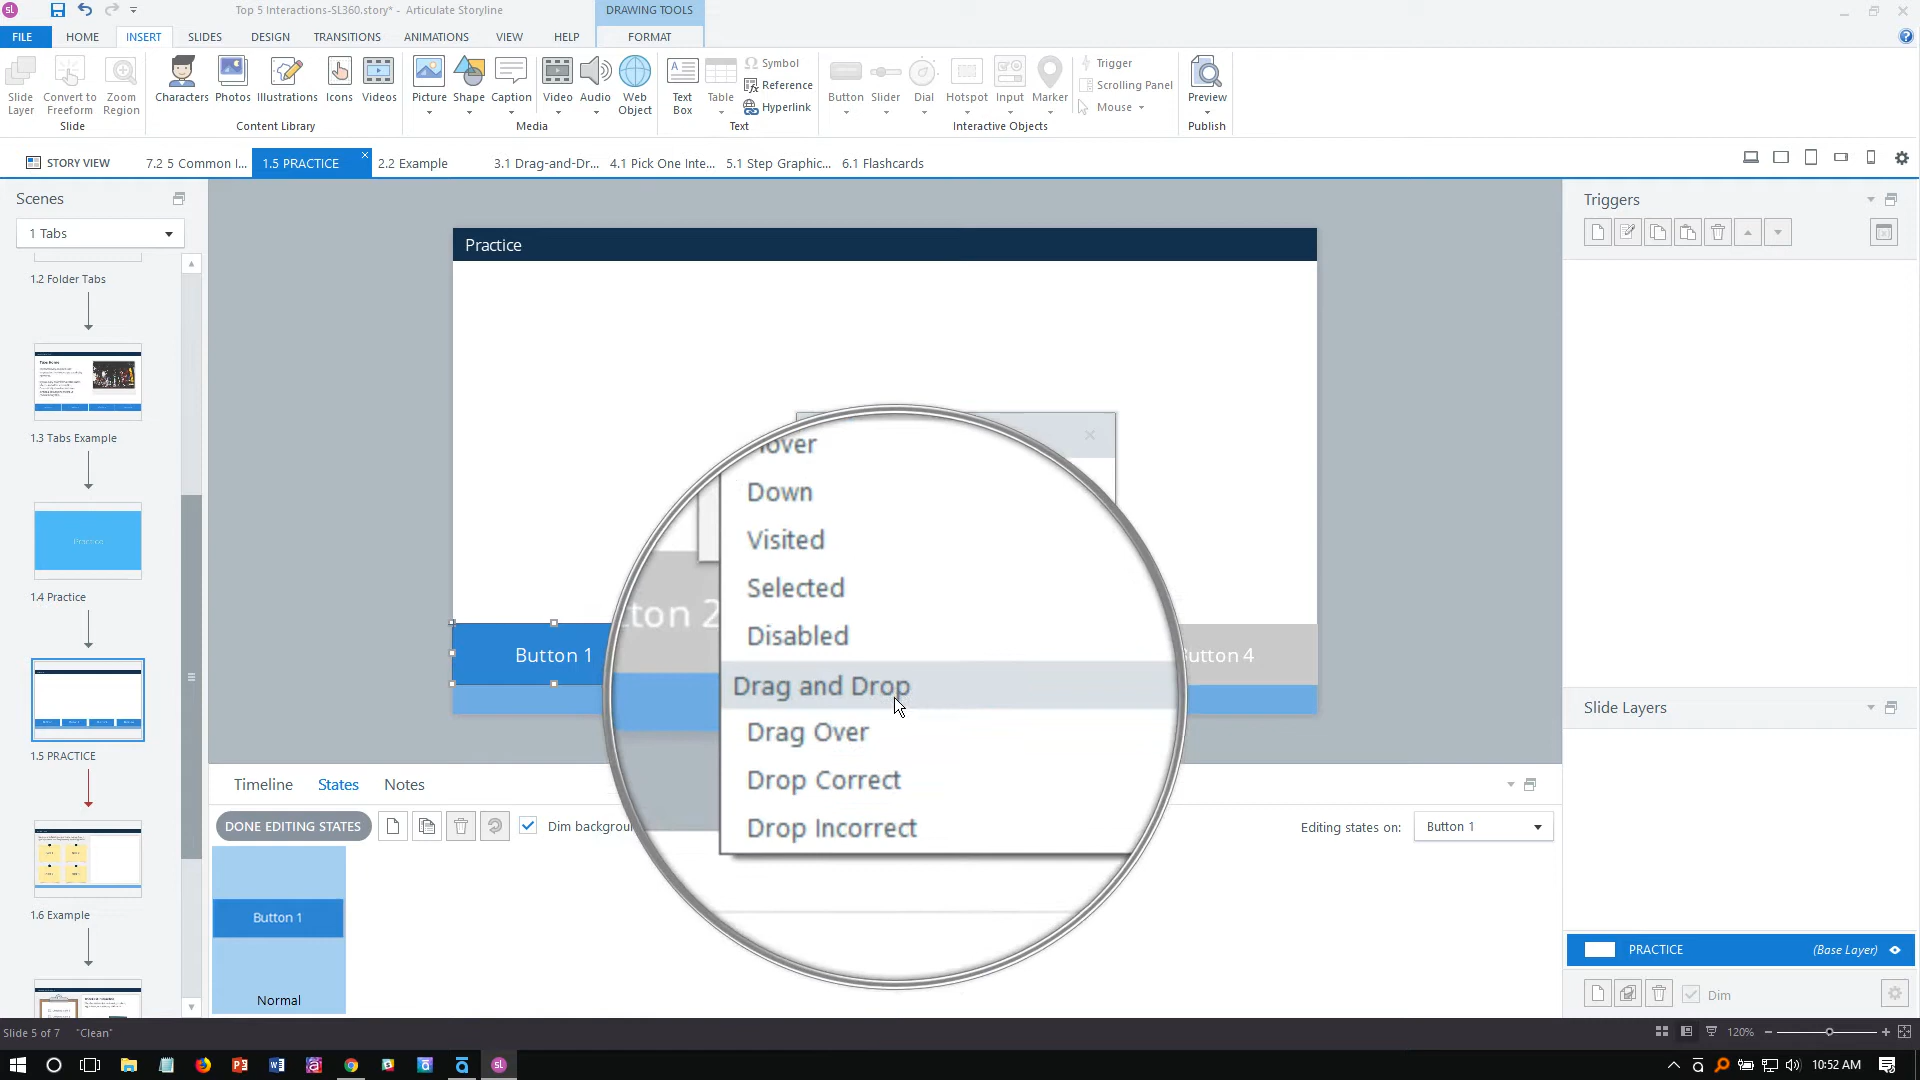 Top 5 Interactions-SL360.story* - Articulate Storyline
DRAWING TOOLS
FILE HOME INSERT SLIDES DESIGN TRANSITIONS ANIMATIONS VIEW HELP FORMAT
Slide Layer
Convert to Freeform
Zoom Region
Slide
Characters
Photos
Illustrations
Icons
Videos
Content Library
Picture
Shape
Caption
Video
Audio
Web Object
Media
Text Box
Table
Symbol
Reference
Hyperlink
Text
Button
Slider
Dial
Hotspot
Input
Marker
Trigger
Scrolling Panel
Mouse
Interactive Objects
Preview
Publish
STORY VIEW
7.2 5 Common I...
1.5 PRACTICE
2.2 Example
3.1 Drag-and-Dr...
4.1 Pick One Inte...
5.1 Step Graphic...
6.1 Flashcards
Scenes
1 Tabs
1.2 Folder Tabs
1.3 Tabs Example
Practice
1.4 Practice
1.5 PRACTICE
1.6 Example
Practice
Hover
Down
Visited
Selected
Disabled
Drag and Drop
Drag Over
Drop Correct
Drop Incorrect
Button 1
tton 2
Button 4
Timeline States Notes
DONE EDITING STATES
Dim backgrou
Editing states on: Button 1
Button 1
Normal
Triggers
Slide Layers
PRACTICE (Base Layer)
Dim
Slide 5 of 7 "Clean"
120%
10:52 AM